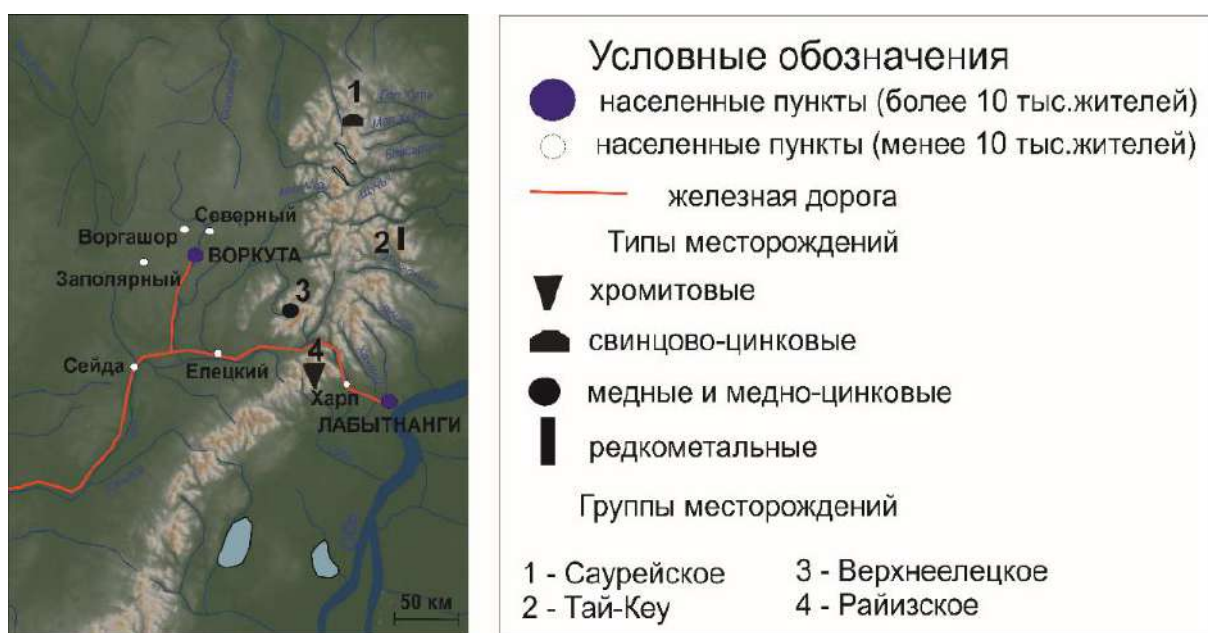 1
Северный
Воргашор
ВОРКУТА
Заполярный
2
3
4
Сейда
Елецкий
Харп
ЛАБЫТНАНГИ
50 км
Условные обозначения
населенные пункты (более 10 тыс.жителей)
населенные пункты (менее 10 тыс.жителей)
железная дорога
Типы месторождений
хромитовые
свинцово-цинковые
медные и медно-цинковые
редкометальные
Группы месторождений
1 - Саурейское
3 - Верхнеелецкое
2 - Тай-Кеу
4 - Райизское